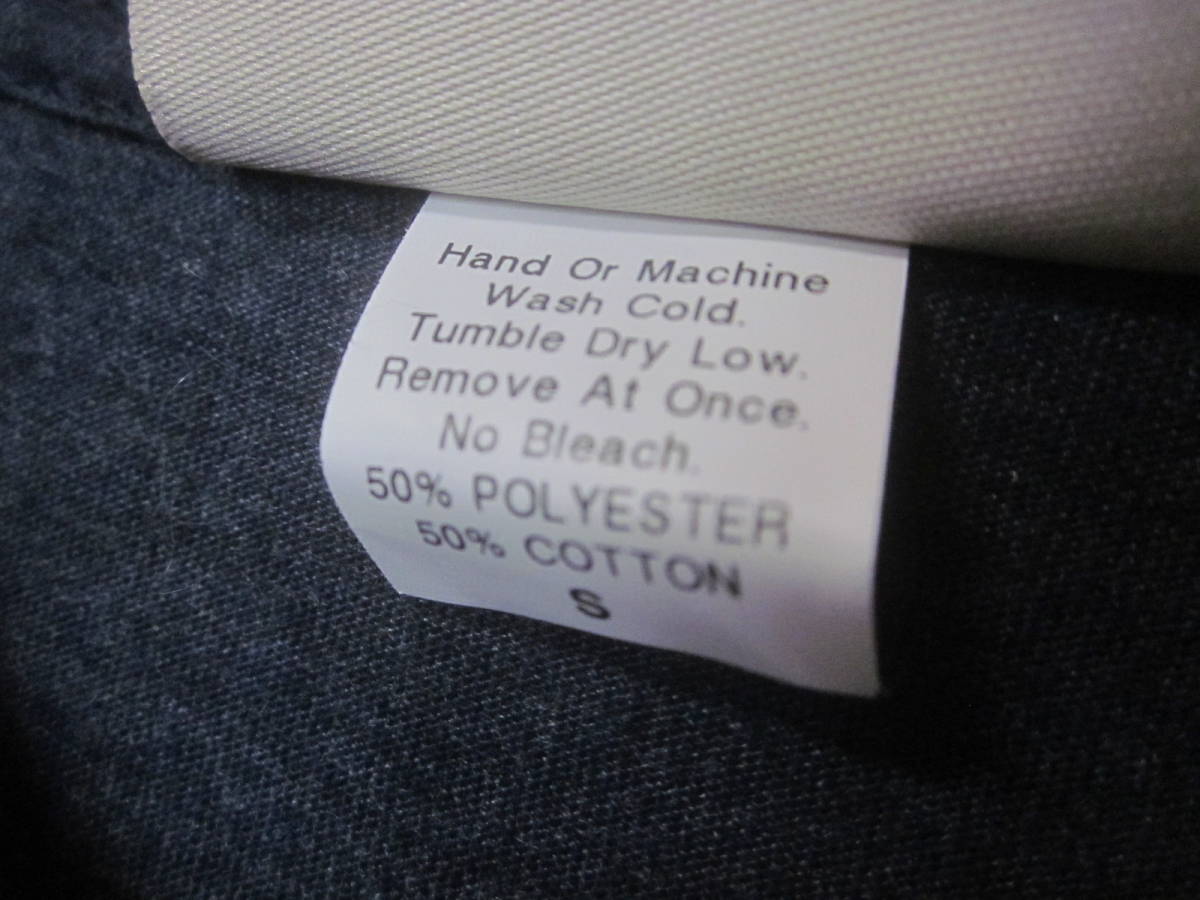 Hand Or Machine
Wash Cold.
Tumble Dry Low.
Remove At Once.
No Bleach.
50% POLYESTER
50% COTTON
S